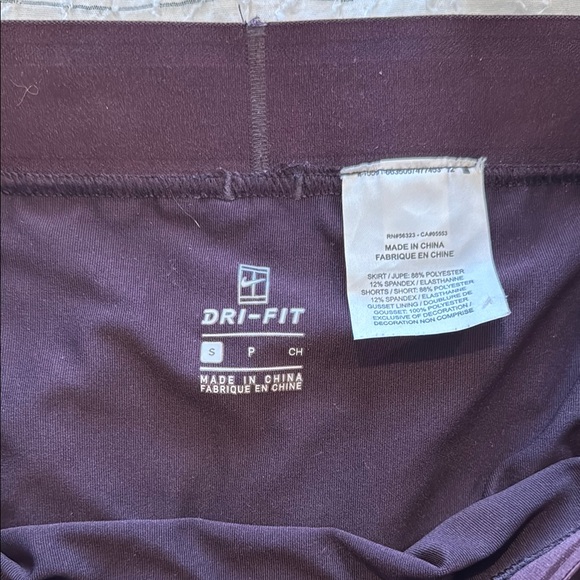 RN#56323 - CA#05553
MADE IN CHINA
FABRIQUE EN CHINE
SKIRT / JUPE: 88% POLYESTER
12% SPANDEX / ELASTHANNE
SHORTS / SHORT: 88% POLYESTER
12% SPANDEX / ELASTHANNE
GUSSET LINING / DOUBLURE DE
GOUSSET: 100% POLYESTER
EXCLUSIVE OF DECORATION
DECORATION NON COMPRISE
DRI-FIT
S P CH
MADE IN CHINA
FABRIQUE EN CHINE